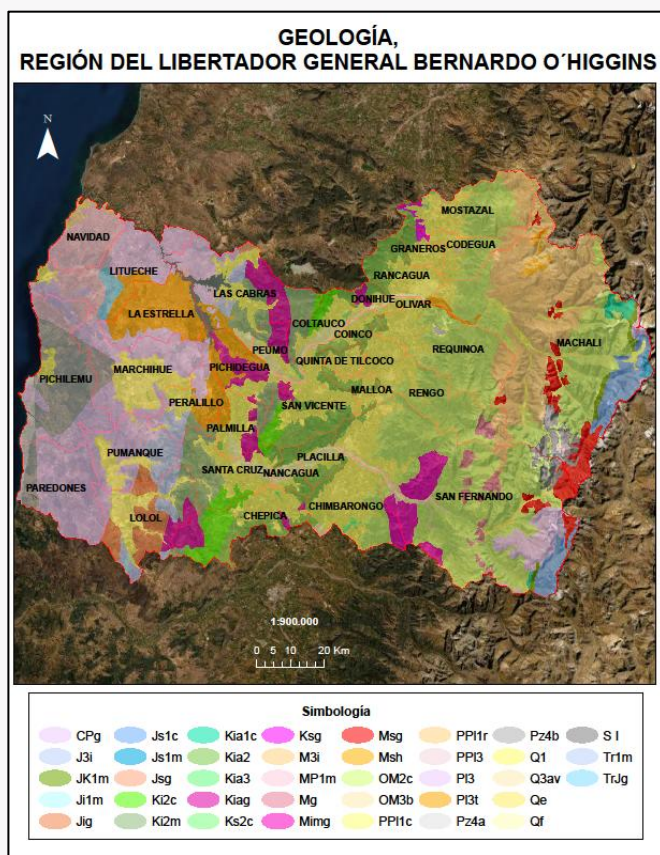 GEOLOGÍA,
REGIÓN DEL LIBERTADOR GENERAL BERNARDO O´HIGGINS
N
MOSTAZAL
NAVIDAD
CODEGUA
GRANEROS
LITUECHE
RANCAGUA
LAS CABRAS
DONIHUE
OLIVAR
LA ESTRELLA
COLTAUCO
COINCO
MACHALI
PEUMO
REQUINOA
QUINTA DE TILCOCO
PICHIDEGUA
MARCHIHUE
PICHILEMU
MALLOA
RENGO
PERALILLO
SAN VICENTE
PALMILLA
PUMANQUE
PLACILLA
SANTA CRUZ
NANCAGUA
PAREDONES
SAN FERNANDO
CHIMBARONGO
LOLOL
CHEPICA
1:900.000
0 5 10 20 Km
Simbología
CPg Js1c Kia1c Ksg Msg PPl1r Pz4b S I
J3i Js1m Kia2 M3i Msh PPl3 Q1 Tr1m
JK1m Jsg Kia3 MP1m OM2c Pl3 Q3av TrJg
Ji1m Ki2c Kiag Mg OM3b Pl3t Qe
Jig Ki2m Ks2c Mimg PPl1c Pz4a Qf